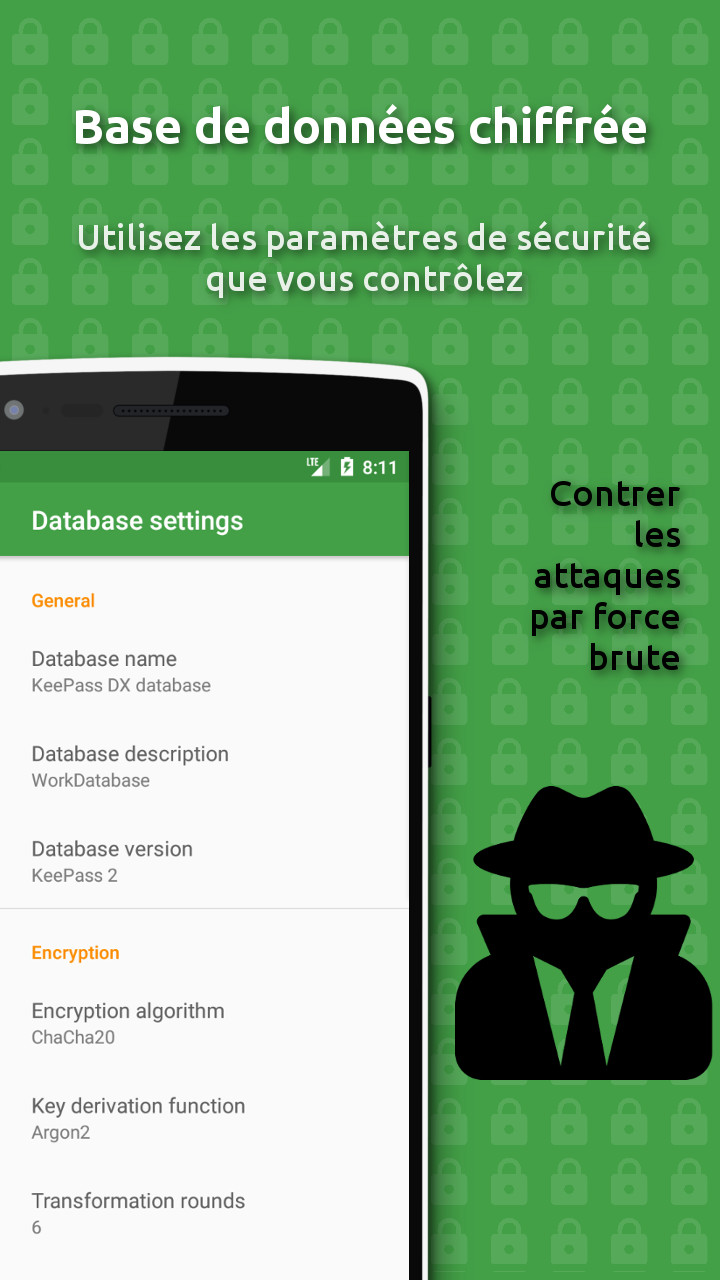 Base de données chiffrée
Utilisez les paramètres de sécurité
que vous contrôlez
LTE
8:11
Database settings
General
Database name
KeePass DX database
Database description
WorkDatabase
Database version
KeePass 2
Encryption
Encryption algorithm
ChaCha20
Key derivation function
Argon2
Transformation rounds
6
Contrer
les
attaques
par force
brute